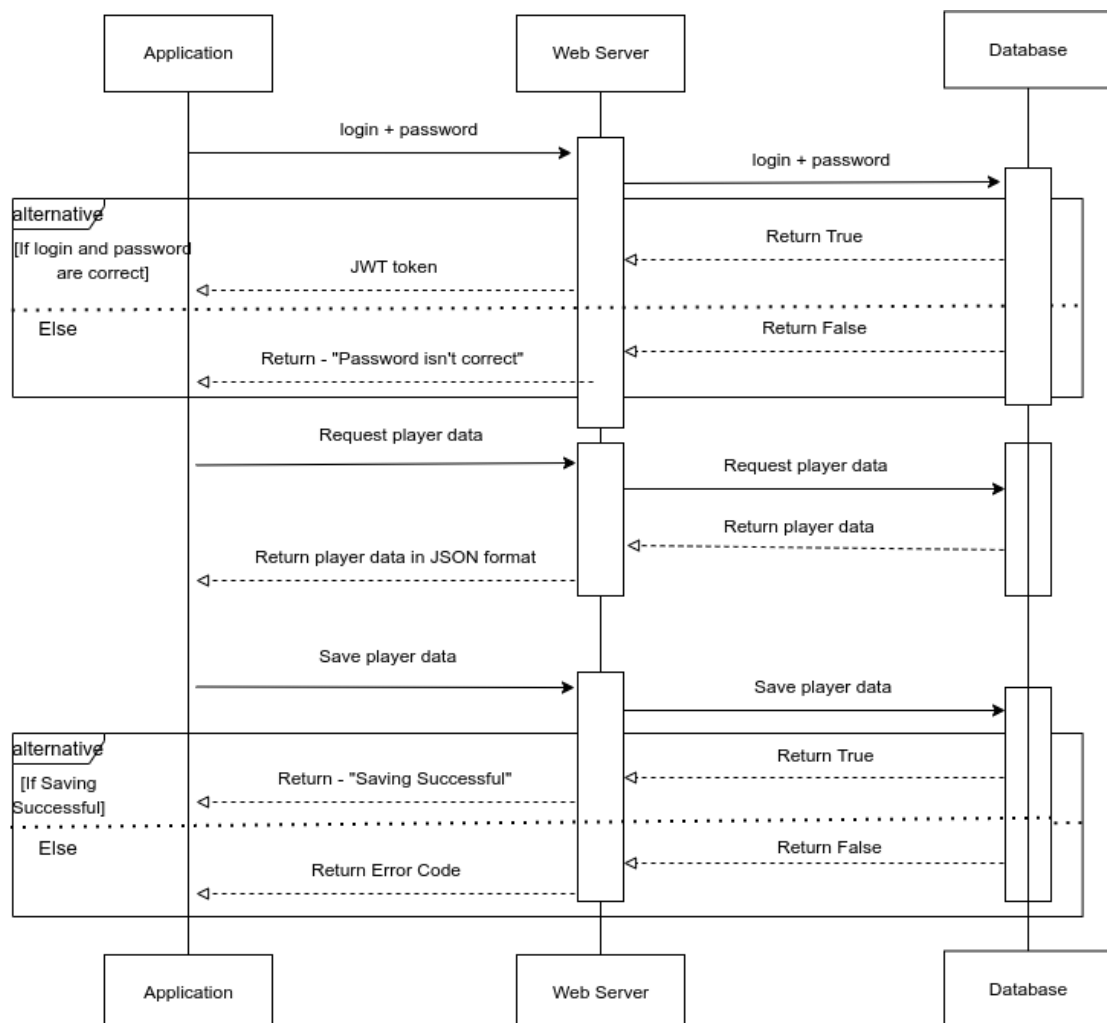 Application
Web Server
Database
login + password
login + password
alternative
[If login and password
are correct]
Return True
JWT token
Else
Return False
Return - "Password isn't correct"
Request player data
Request player data
Return player data
Return player data in JSON format
Save player data
Save player data
alternative
[If Saving
Successful]
Return True
Return - "Saving Successful"
Else
Return False
Return Error Code
Application
Web Server
Database